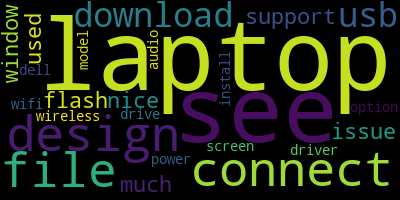 download support usb
window used laptop model audio
dell install
wifi flash nice see
wireless drive option
design issue
file power screen driver
much connect